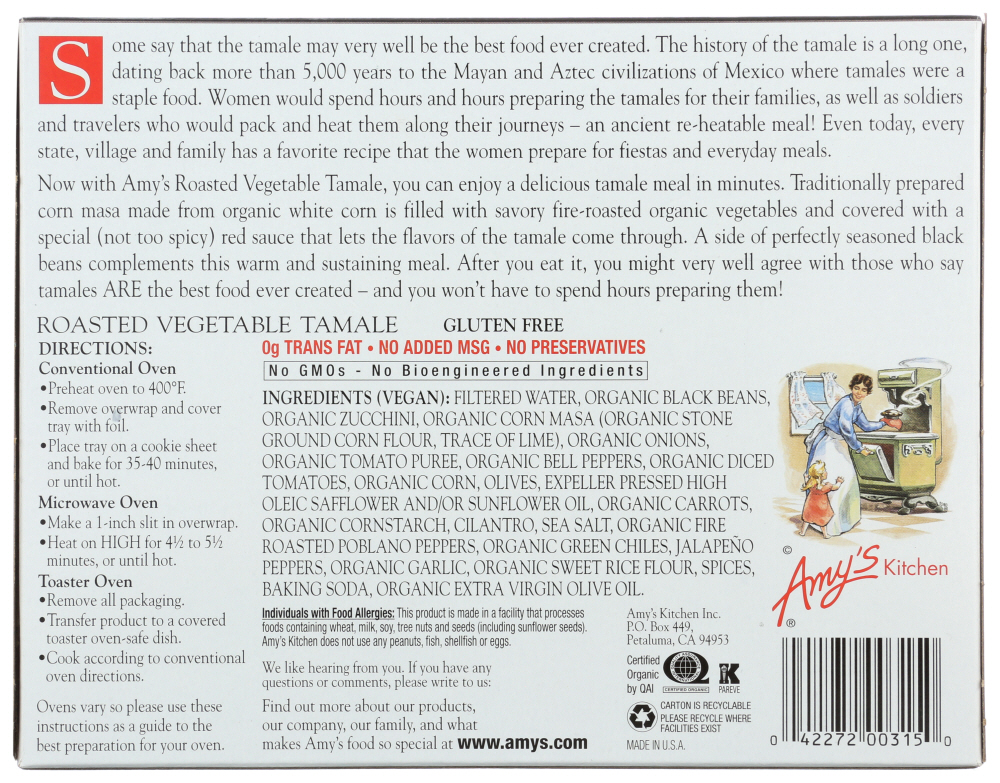 Some say that the tamale may very well be the best food ever created. The history of the tamale is a long one,
dating back more than 5,000 years to the Mayan and Aztec civilizations of Mexico where tamales were a
staple food. Women would spend hours and hours preparing the tamales for their families, as well as soldiers
and travelers who would pack and heat them along their journeys – an ancient re-heatable meal! Even today, every
state, village and family has a favorite recipe that the women prepare for fiestas and everyday meals.
Now with Amy's Roasted Vegetable Tamale, you can enjoy a delicious tamale meal in minutes. Traditionally prepared
corn masa made from organic white corn is filled with savory fire-roasted organic vegetables and covered with a
special (not too spicy) red sauce that lets the flavors of the tamale come through. A side of perfectly seasoned black
beans complements this warm and sustaining meal. After you eat it, you might very well agree with those who say
tamales ARE the best food ever created – and you won't have to spend hours preparing them!
ROASTED VEGETABLE TAMALE GLUTEN FREE
DIRECTIONS:
Conventional Oven
•Preheat oven to 400°F.
•Remove overwrap and cover
tray with foil.
•Place tray on a cookie sheet
and bake for 35-40 minutes,
or until hot.
Microwave Oven
•Make a 1-inch slit in overwrap.
•Heat on HIGH for 4½ to 5½
minutes, or until hot.
Toaster Oven
•Remove all packaging.
•Transfer product to a covered
toaster oven-safe dish.
•Cook according to conventional
oven directions.
Ovens vary so please use these
instructions as a guide to the
best preparation for your oven.
0g TRANS FAT • NO ADDED MSG • NO PRESERVATIVES
No GMOs - No Bioengineered Ingredients
INGREDIENTS (VEGAN): FILTERED WATER, ORGANIC BLACK BEANS,
ORGANIC ZUCCHINI, ORGANIC CORN MASA (ORGANIC STONE
GROUND CORN FLOUR, TRACE OF LIME), ORGANIC ONIONS,
ORGANIC TOMATO PUREE, ORGANIC BELL PEPPERS, ORGANIC DICED
TOMATOES, ORGANIC CORN, OLIVES, EXPELLER PRESSED HIGH
OLEIC SAFFLOWER AND/OR SUNFLOWER OIL, ORGANIC CARROTS,
ORGANIC CORNSTARCH, CILANTRO, SEA SALT, ORGANIC FIRE
ROASTED POBLANO PEPPERS, ORGANIC GREEN CHILES, JALAPEÑO
PEPPERS, ORGANIC GARLIC, ORGANIC SWEET RICE FLOUR, SPICES,
BAKING SODA, ORGANIC EXTRA VIRGIN OLIVE OIL.
Individuals with Food Allergies: This product is made in a facility that processes
foods containing wheat, milk, soy, tree nuts and seeds (including sunflower seeds).
Amy's Kitchen does not use any peanuts, fish, shellfish or eggs.
We like hearing from you. If you have any
questions or comments, please write to us:
Find out more about our products,
our company, our family, and what
makes Amy's food so special at www.amys.com
Amy's Kitchen Inc.
P.O. Box 449,
Petaluma, CA 94953
Certified
Organic
by QAI
CERTIFIED ORGANIC
K
PAREVE
CARTON IS RECYCLABLE
PLEASE RECYCLE WHERE
FACILITIES EXIST
MADE IN U.S.A.
©
Amy's Kitchen
®
0 42272 00315 0